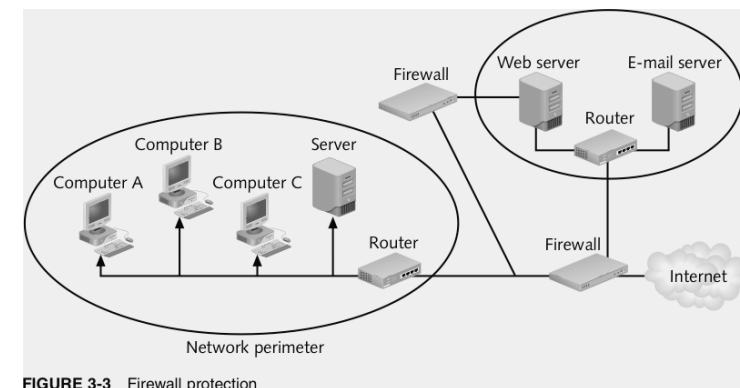 Web server
E-mail server
Firewall
Router
Computer B
Server
Computer A
Computer C
Router
Firewall
Internet
Network perimeter
FIGURE 3-3 Firewall protection